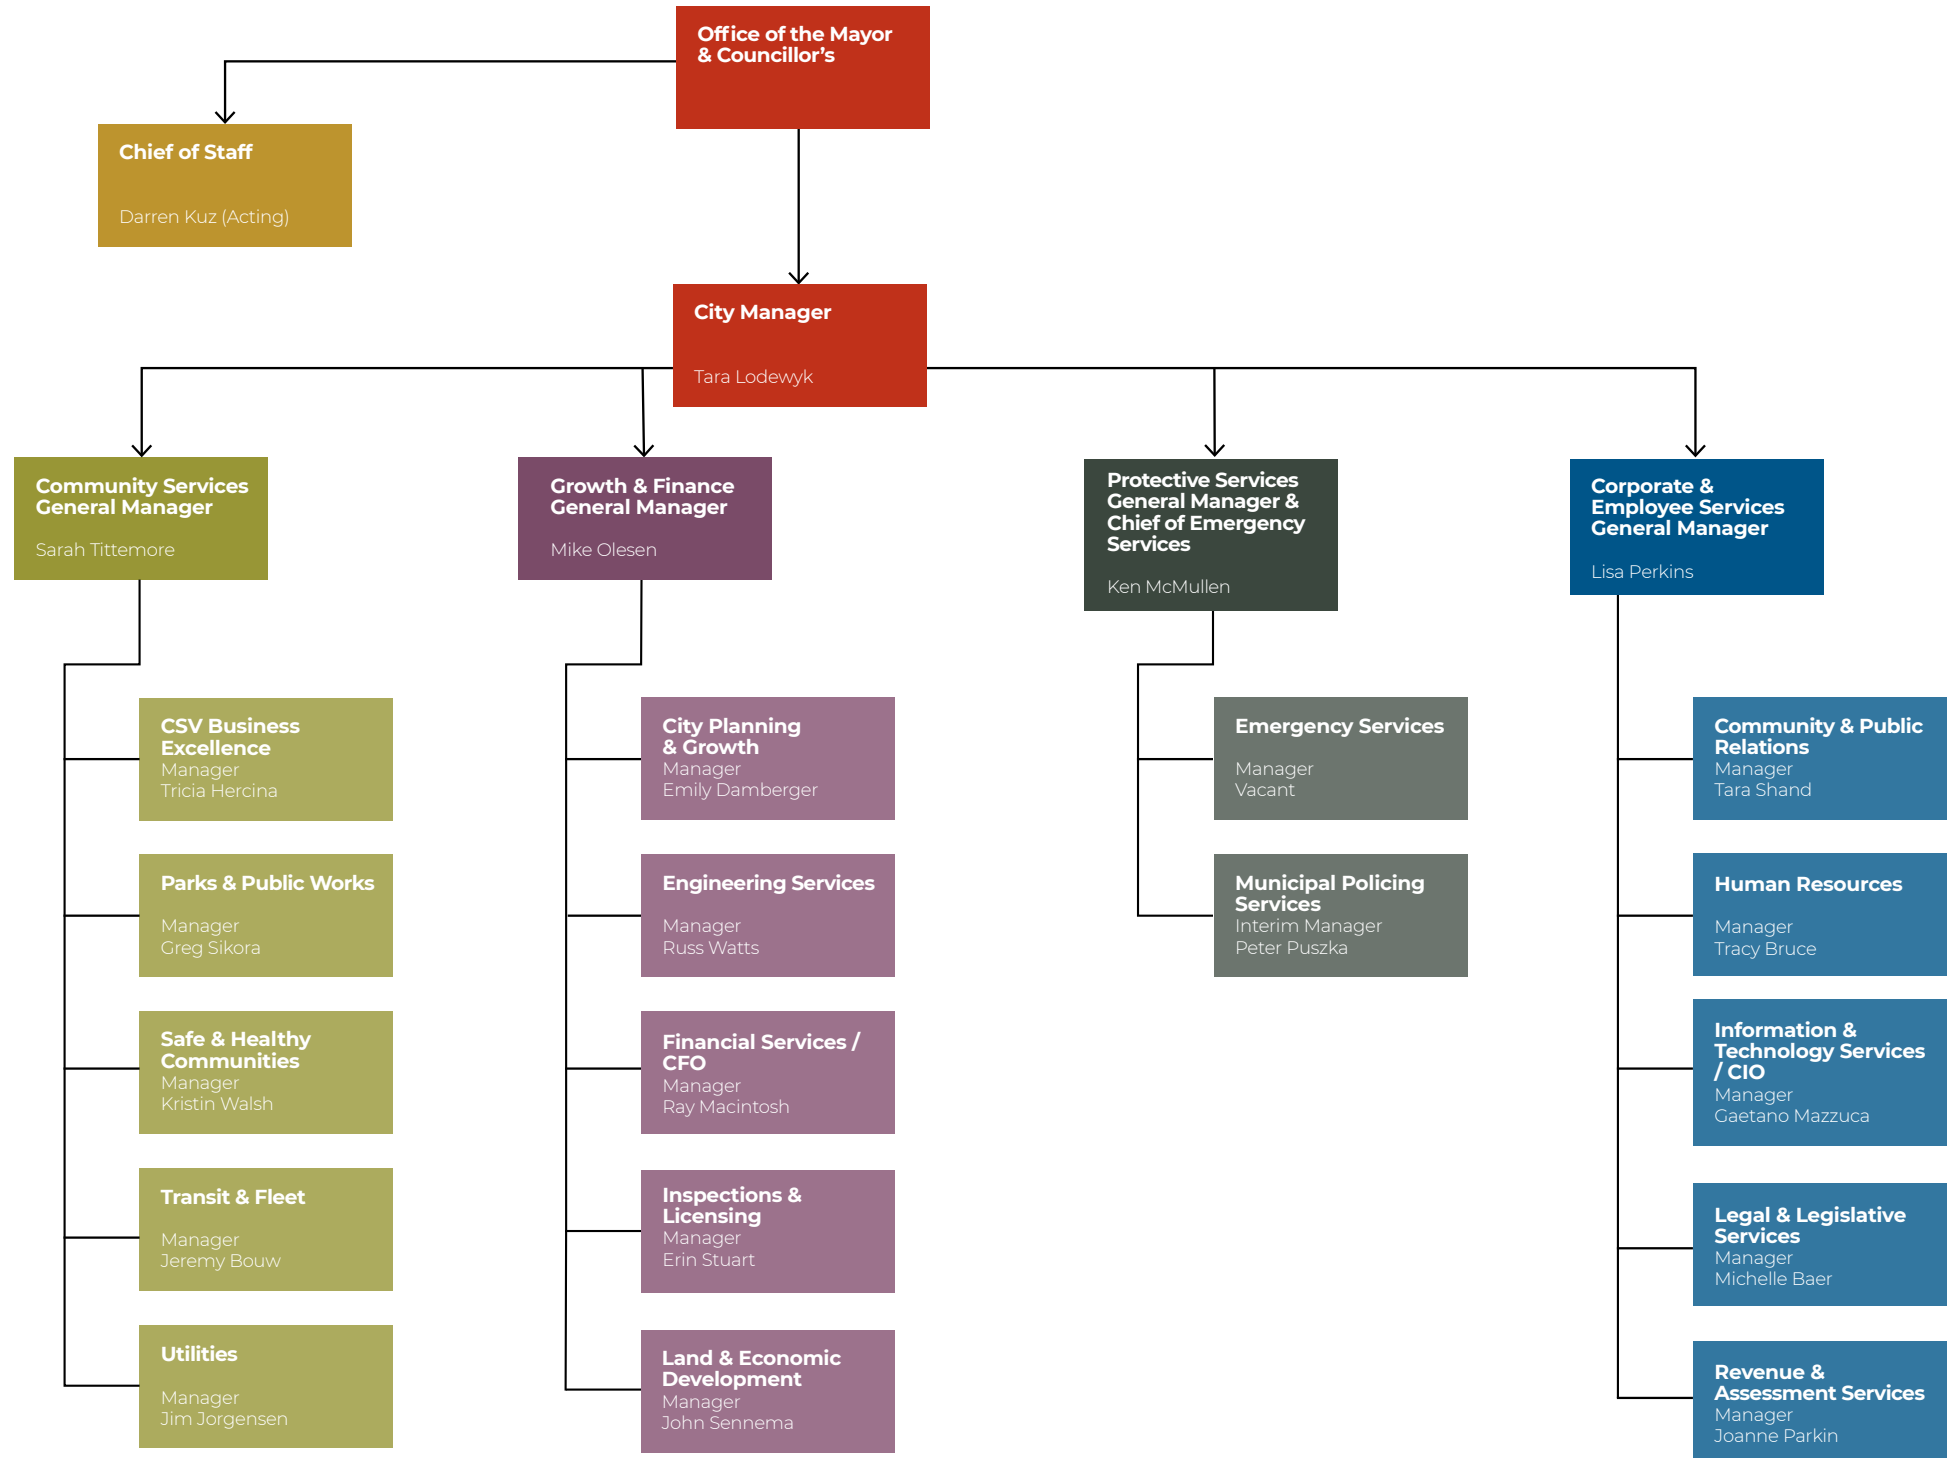 Office of the Mayor
& Councillor’s
Chief of Staff
Darren Kuz (Acting)
City Manager
Tara Lodewyk
Community Services
General Manager
Sarah Tittemore
Growth & Finance
General Manager
Mike Olesen
Protective Services
General Manager &
Chief of Emergency
Services
Ken McMullen
Corporate &
Employee Services
General Manager
Lisa Perkins
CSV Business
Excellence
Manager
Tricia Hercina
Parks & Public Works
Manager
Greg Sikora
Safe & Healthy
Communities
Manager
Kristin Walsh
Transit & Fleet
Manager
Jeremy Bouw
Utilities
Manager
Jim Jorgensen
City Planning
& Growth
Manager
Emily Damberger
Engineering Services
Manager
Russ Watts
Financial Services /
CFO
Manager
Ray Macintosh
Inspections &
Licensing
Manager
Erin Stuart
Land & Economic
Development
Manager
John Sennema
Emergency Services
Manager
Vacant
Municipal Policing
Services
Interim Manager
Peter Puszka
Community & Public
Relations
Manager
Tara Shand
Human Resources
Manager
Tracy Bruce
Information &
Technology Services
/ CIO
Manager
Gaetano Mazzuca
Legal & Legislative
Services
Manager
Michelle Baer
Revenue &
Assessment Services
Manager
Joanne Parkin